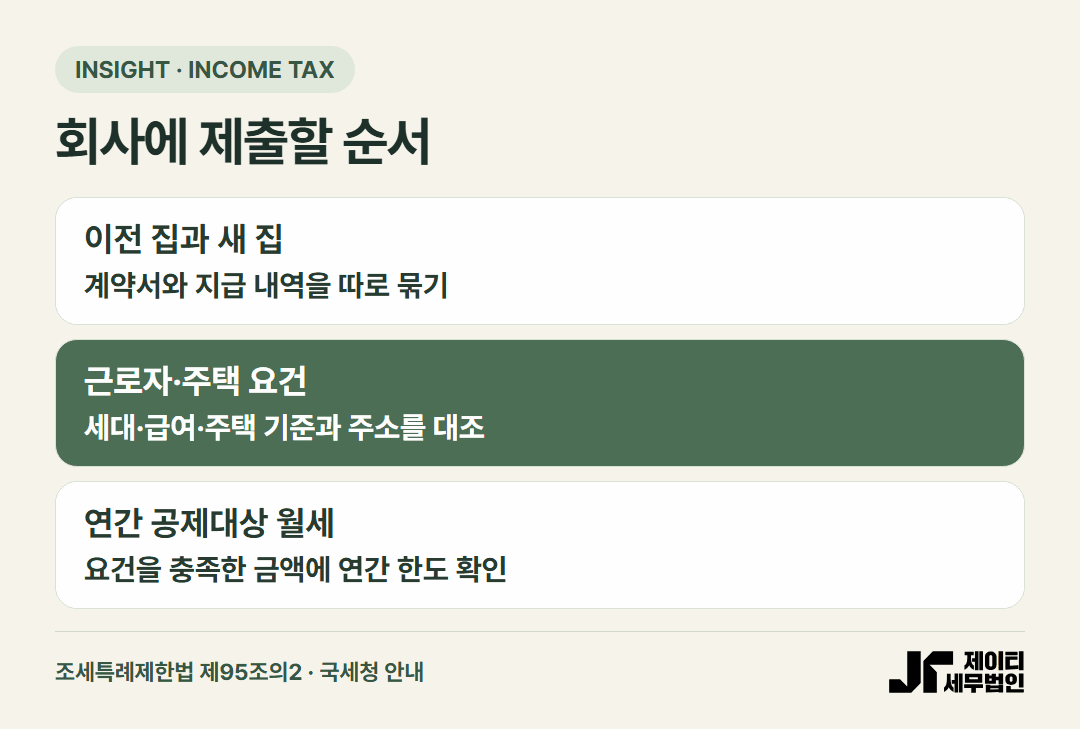 INSIGHT · INCOME TAX
회사에 제출할 순서
이전 집과 새 집
계약서와 지급 내역을 따로 묶기
근로자·주택 요건
세대·급여·주택 기준과 주소를 대조
연간 공제대상 월세
요건을 충족한 금액에 연간 한도 확인
조세특례제한법 제95조의2 · 국세청 안내
제이티
세무법인